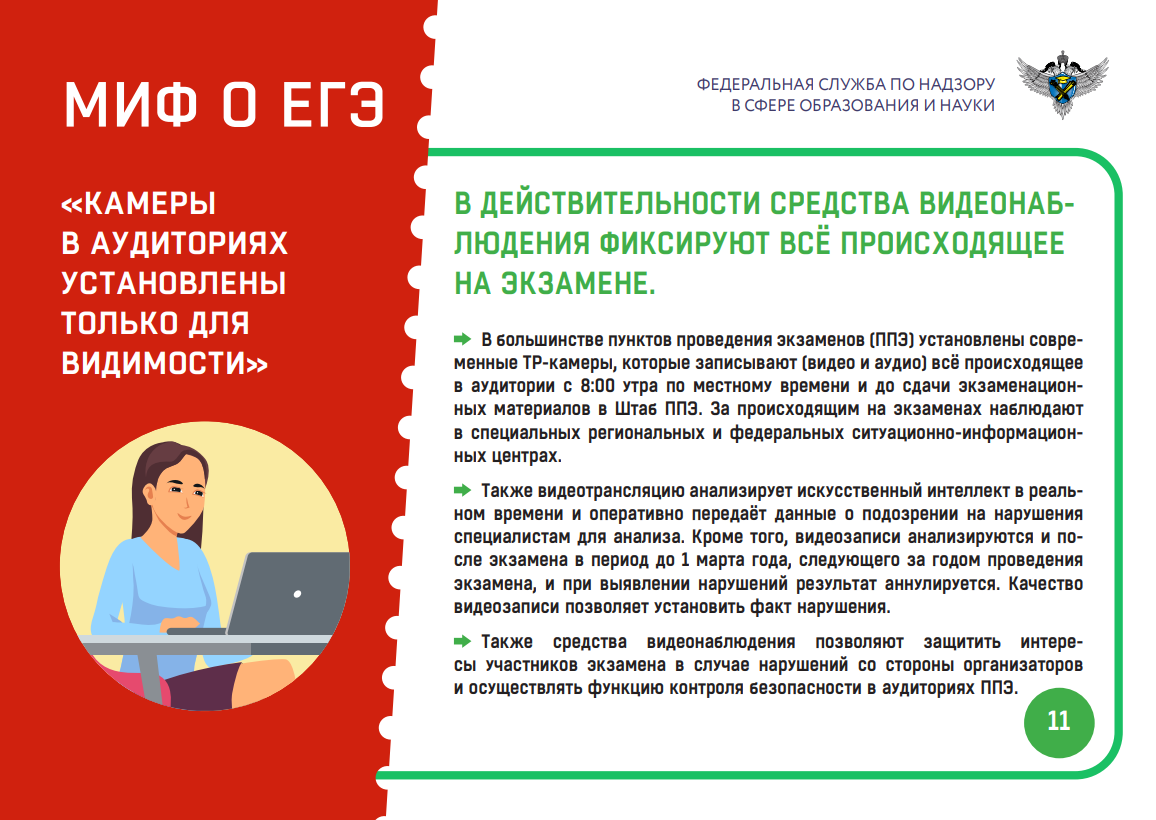 МИФ О ЕГЭ
«КАМЕРЫ
В АУДИТОРИЯХ
УСТАНОВЛЕНЫ
ТОЛЬКО ДЛЯ
ВИДИМОСТИ»
ФЕДЕРАЛЬНАЯ СЛУЖБА ПО НАДЗОРУ
В СФЕРЕ ОБРАЗОВАНИЯ И НАУКИ
В ДЕЙСТВИТЕЛЬНОСТИ СРЕДСТВА ВИДЕОНАБ-
ЛЮДЕНИЯ ФИКСИРУЮТ ВСЁ ПРОИСХОДЯЩЕЕ
НА ЭКЗАМЕНЕ.
В большинстве пунктов проведения экзаменов (ППЭ) установлены совре-
менные ТР-камеры, которые записывают (видео и аудио) всё происходящее
в аудитории с 8:00 утра по местному времени и до сдачи экзаменацион-
ных материалов в Штаб ППЭ. За происходящим на экзаменах наблюдают
в специальных региональных и федеральных ситуационно-информацион-
ных центрах.
Также видеотрансляцию анализирует искусственный интеллект в реаль-
ном времени и оперативно передаёт данные о подозрении на нарушения
специалистам для анализа. Кроме того, видеозаписи анализируются и по-
сле экзамена в период до 1 марта года, следующего за годом проведения
экзамена, и при выявлении нарушений результат аннулируется. Качество
видеозаписи позволяет установить факт нарушения.
Также средства видеонаблюдения позволяют защитить интере-
сы участников экзамена в случае нарушений со стороны организаторов
и осуществлять функцию контроля безопасности в аудиториях ППЭ.
11